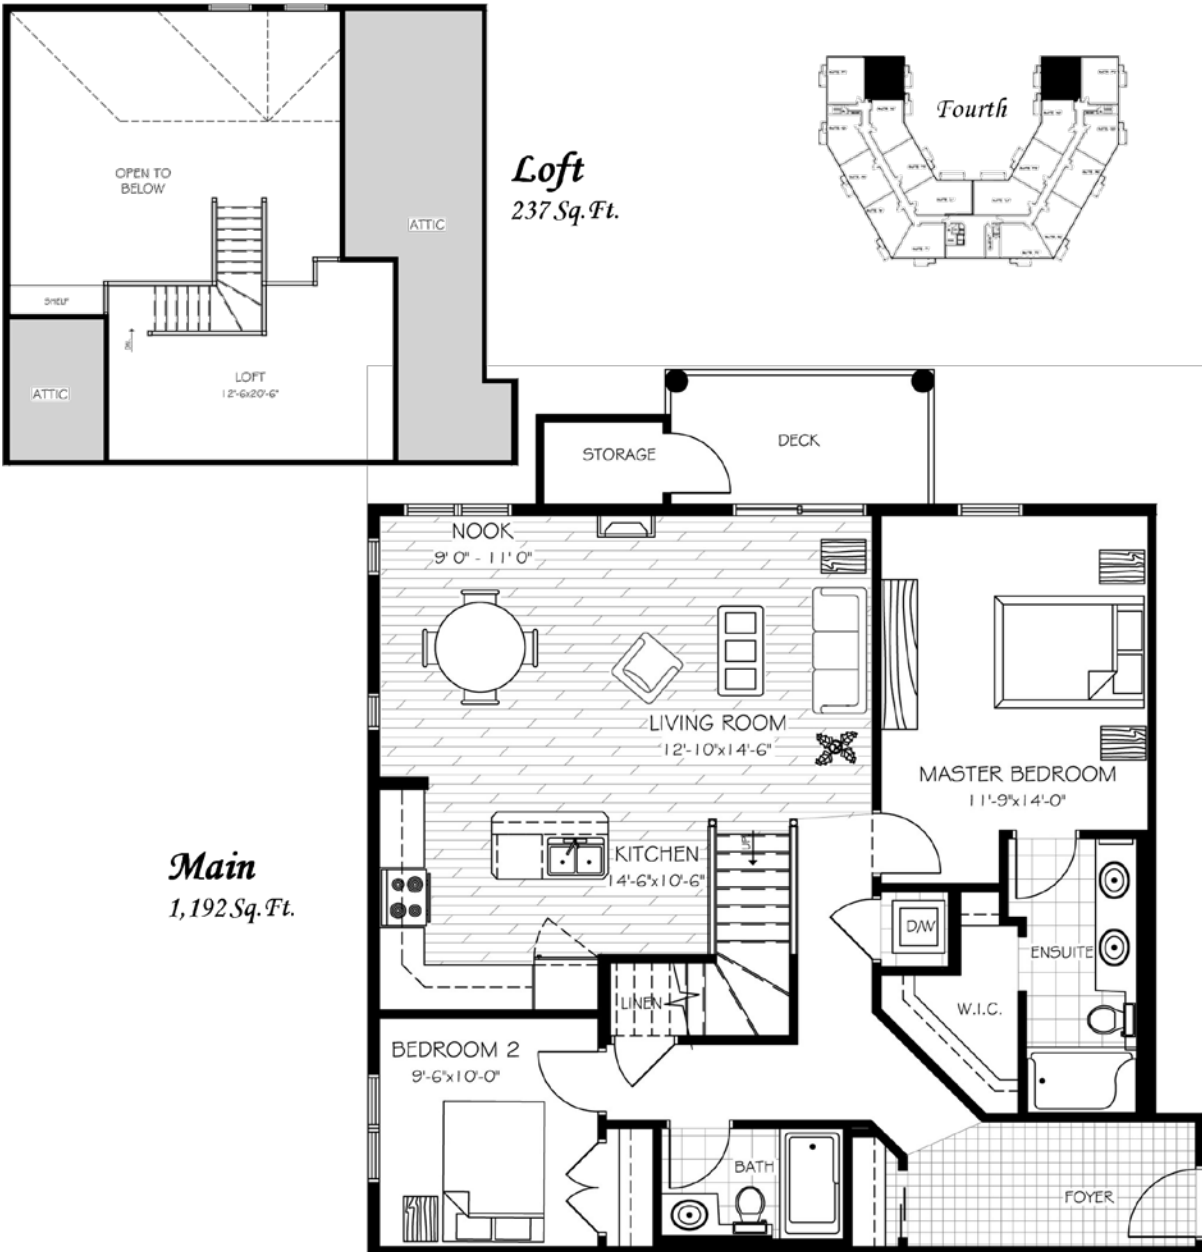 OPEN TO
BELOW
ATTIC
SHELF
ATTIC
LOFT
12'-6x20'-6"
Loft
237 Sq.Ft.
Fourth
STORAGE
DECK
NOOK
9' 0" - 11' 0"
LIVING ROOM
12'-10"x14'-6"
MASTER BEDROOM
11'-9"x14'-0"
Main
1,192 Sq.Ft.
KITCHEN
14'-6"x10'-6"
UP
D/W
ENSUITE
W.I.C.
LINEN
BEDROOM 2
9'-6"x10'-0"
BATH
FOYER